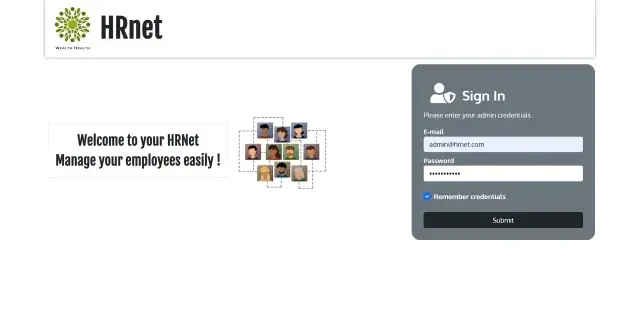 HRnet
WEALTH HEALTH
Welcome to your HRNet
Manage your employees easily !
Sign In
Please enter your admin credentials .
E-mail
admin@hrnet.com
Password
•••••••••••
Remember credentials
Submit